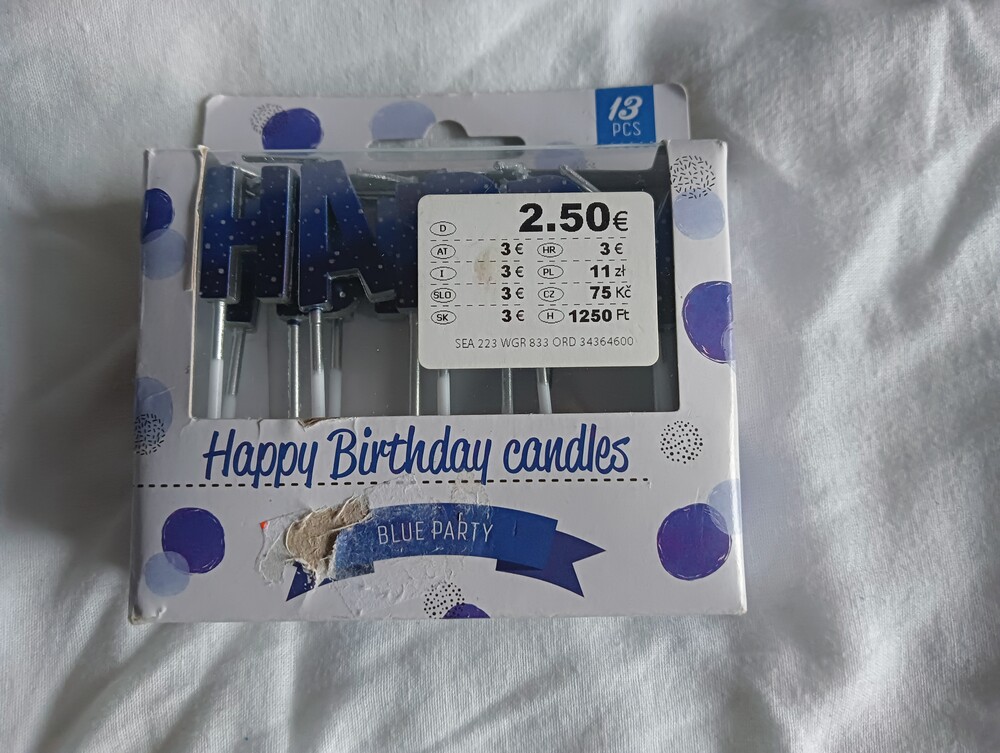 13
PCS
HAPP
D 2.50€
AT 3 € HR 3 €
I 3 € PL 11 zł
SLO 3 € CZ 75 Kč
SK 3 € H 1250 Ft
SEA 223 WGR 833 ORD 34364600
Happy Birthday candles
BLUE PARTY